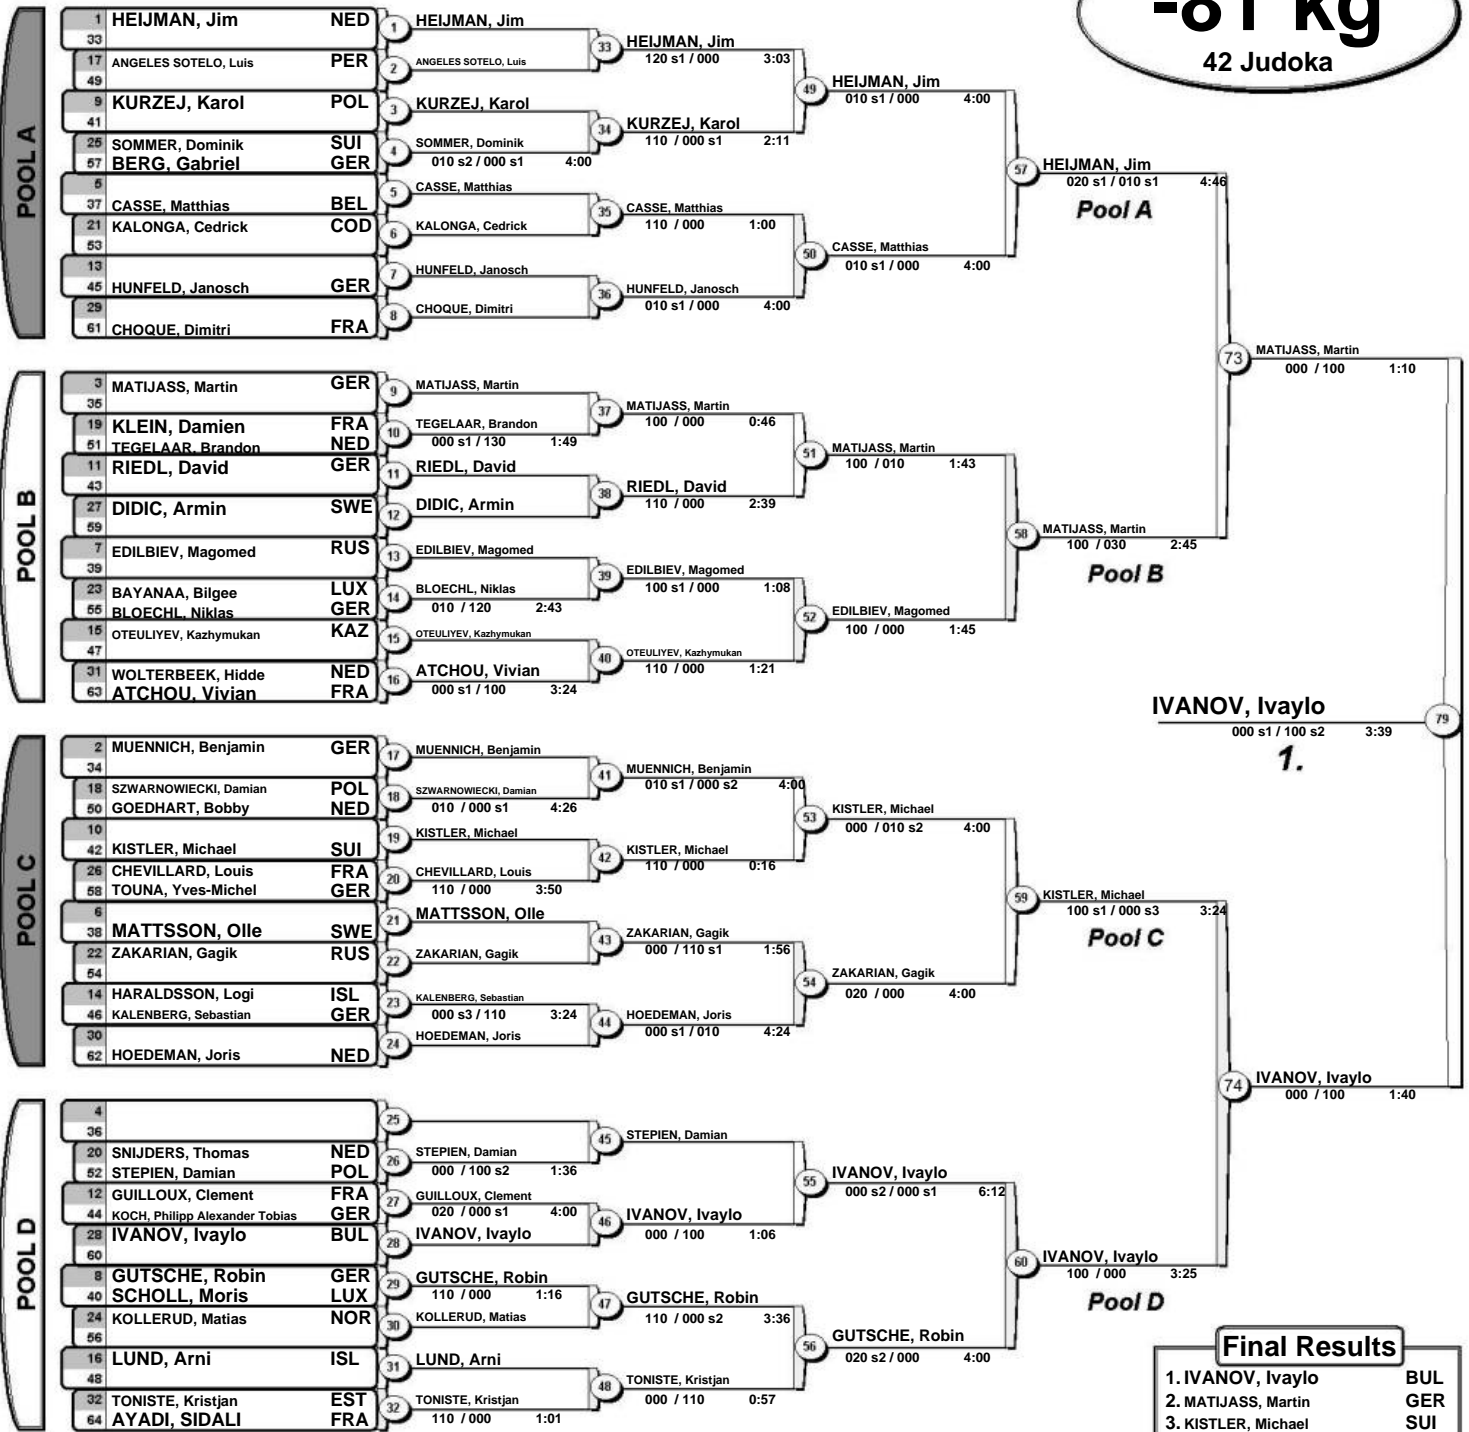 -81 kg
42 Judoka
POOL A
1 HEIJMAN, Jim NED
33
17 ANGELES SOTELO, Luis PER
49
9 KURZEJ, Karol POL
41
25 SOMMER, Dominik SUI
57 BERG, Gabriel GER
5
37 CASSE, Matthias BEL
21 KALONGA, Cedrick COD
53
13
45 HUNFELD, Janosch GER
29
61 CHOQUE, Dimitri FRA
1 HEIJMAN, Jim
2 ANGELES SOTELO, Luis
3 KURZEJ, Karol
4 SOMMER, Dominik
010 s2 / 000 s1 4:00
5 CASSE, Matthias
6 KALONGA, Cedrick
7 HUNFELD, Janosch
8 CHOQUE, Dimitri
33 HEIJMAN, Jim
120 s1 / 000 3:03
34 KURZEJ, Karol
110 / 000 s1 2:11
35 CASSE, Matthias
110 / 000 1:00
36 HUNFELD, Janosch
010 s1 / 000 4:00
49 HEIJMAN, Jim
010 s1 / 000 4:00
50 CASSE, Matthias
010 s1 / 000 4:00
57 HEIJMAN, Jim
020 s1 / 010 s1 4:46
Pool A
POOL B
3 MATIJASS, Martin GER
35
19 KLEIN, Damien FRA
51 TEGELAAR, Brandon NED
11 RIEDL, David GER
43
27 DIDIC, Armin SWE
59
7 EDILBIEV, Magomed RUS
39
23 BAYANAA, Bilgee LUX
55 BLOECHL, Niklas GER
15 OTEULIYEV, Kazhymukan KAZ
47
31 WOLTERBEEK, Hidde NED
63 ATCHOU, Vivian FRA
9 MATIJASS, Martin
10 TEGELAAR, Brandon
000 s1 / 130 1:49
11 RIEDL, David
12 DIDIC, Armin
13 EDILBIEV, Magomed
14 BLOECHL, Niklas
010 / 120 2:43
15 OTEULIYEV, Kazhymukan
16 ATCHOU, Vivian
000 s1 / 100 3:24
37 MATIJASS, Martin
100 / 000 0:46
38 RIEDL, David
110 / 000 2:39
39 EDILBIEV, Magomed
100 s1 / 000 1:08
40 OTEULIYEV, Kazhymukan
110 / 000 1:21
51 MATIJASS, Martin
100 / 010 1:43
52 EDILBIEV, Magomed
100 / 000 1:45
58 MATIJASS, Martin
100 / 030 2:45
Pool B
73 MATIJASS, Martin
000 / 100 1:10
IVANOV, Ivaylo 79
000 s1 / 100 s2 3:39
1.
POOL C
2 MUENNICH, Benjamin GER
34
18 SZWARNOWIECKI, Damian POL
50 GOEDHART, Bobby NED
10
42 KISTLER, Michael SUI
26 CHEVILLARD, Louis FRA
58 TOUNA, Yves-Michel GER
6
38 MATTSSON, Olle SWE
22 ZAKARIAN, Gagik RUS
54
14 HARALDSSON, Logi ISL
46 KALENBERG, Sebastian GER
30
62 HOEDEMAN, Joris NED
17 MUENNICH, Benjamin
18 SZWARNOWIECKI, Damian
010 / 000 s1 4:26
19 KISTLER, Michael
20 CHEVILLARD, Louis
110 / 000 3:50
21 MATTSSON, Olle
22 ZAKARIAN, Gagik
23 KALENBERG, Sebastian
000 s3 / 110 3:24
24 HOEDEMAN, Joris
41 MUENNICH, Benjamin
010 s1 / 000 s2 4:00
42 KISTLER, Michael
110 / 000 0:16
43 ZAKARIAN, Gagik
000 / 110 s1 1:56
44 HOEDEMAN, Joris
000 s1 / 010 4:24
53 KISTLER, Michael
000 / 010 s2 4:00
54 ZAKARIAN, Gagik
020 / 000 4:00
59 KISTLER, Michael
100 s1 / 000 s3 3:24
Pool C
74 IVANOV, Ivaylo
000 / 100 1:40
POOL D
4
36
20 SNIJDERS, Thomas NED
52 STEPIEN, Damian POL
12 GUILLOUX, Clement FRA
44 KOCH, Philipp Alexander Tobias GER
28 IVANOV, Ivaylo BUL
60
8 GUTSCHE, Robin GER
40 SCHOLL, Moris LUX
24 KOLLERUD, Matias NOR
56
16 LUND, Arni ISL
48
32 TONISTE, Kristjan EST
64 AYADI, SIDALI FRA
25
26 STEPIEN, Damian
000 / 100 s2 1:36
27 GUILLOUX, Clement
020 / 000 s1 4:00
28 IVANOV, Ivaylo
29 GUTSCHE, Robin
110 / 000 1:16
30 KOLLERUD, Matias
31 LUND, Arni
32 TONISTE, Kristjan
110 / 000 1:01
45 STEPIEN, Damian
46 IVANOV, Ivaylo
000 / 100 1:06
47 GUTSCHE, Robin
110 / 000 s2 3:36
48 TONISTE, Kristjan
000 / 110 0:57
55 IVANOV, Ivaylo
000 s2 / 000 s1 6:12
56 GUTSCHE, Robin
020 s2 / 000 4:00
60 IVANOV, Ivaylo
100 / 000 3:25
Pool D
Final Results
1. IVANOV, Ivaylo BUL
2. MATIJASS, Martin GER
3. KISTLER, Michael SUI